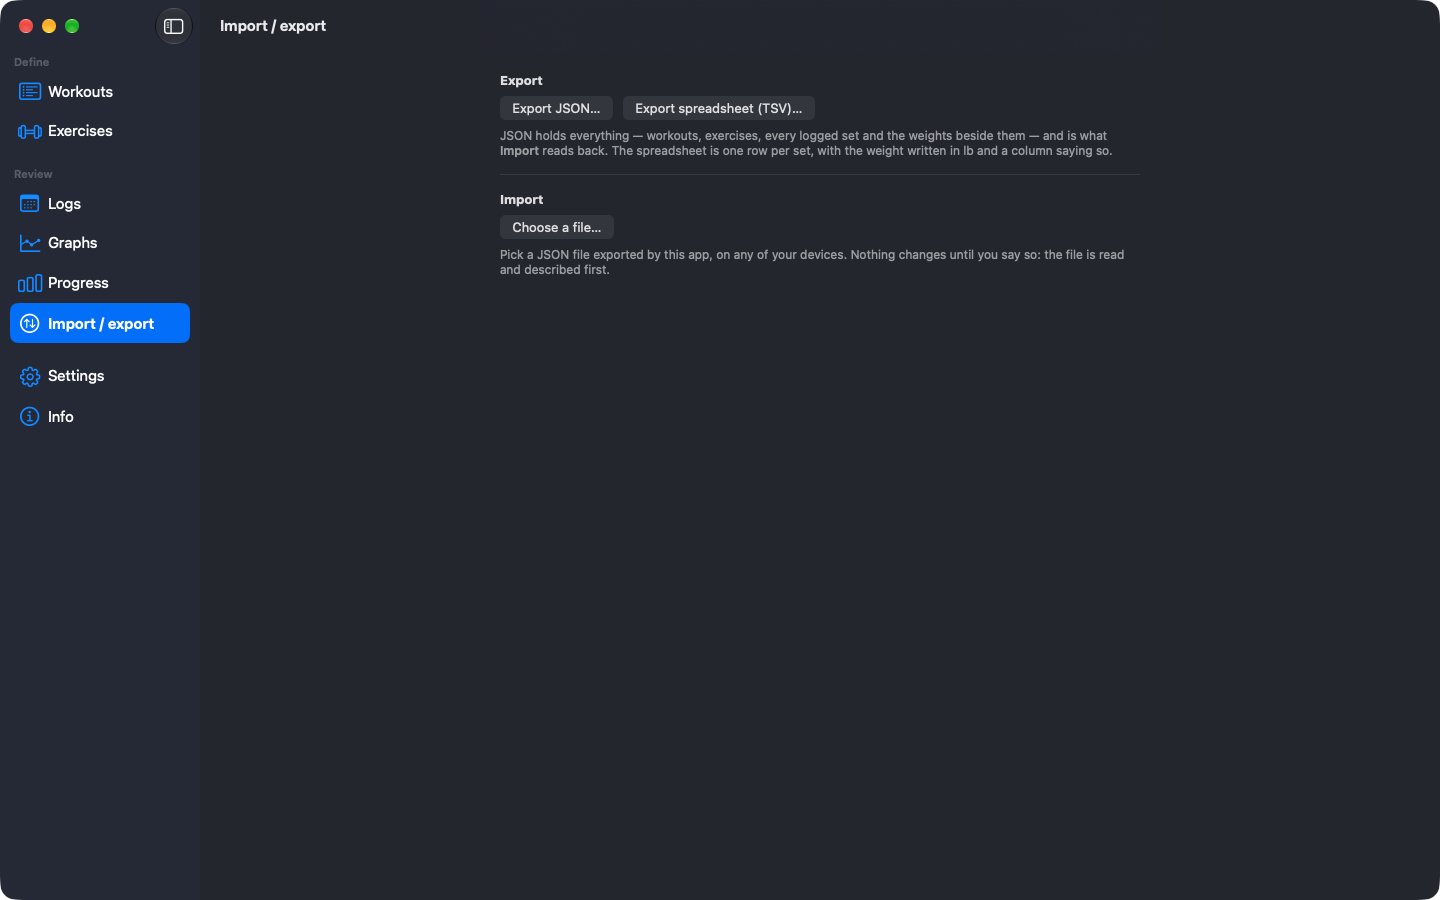 Import / export
Define
Workouts
Exercises
Review
Logs
Graphs
Progress
Import / export
Settings
Info
Export
Export JSON...
Export spreadsheet (TSV)...
JSON holds everything — workouts, exercises, every logged set and the weights beside them — and is what
Import reads back. The spreadsheet is one row per set, with the weight written in lb and a column saying so.
Import
Choose a file...
Pick a JSON file exported by this app, on any of your devices. Nothing changes until you say so: the file is read
and described first.